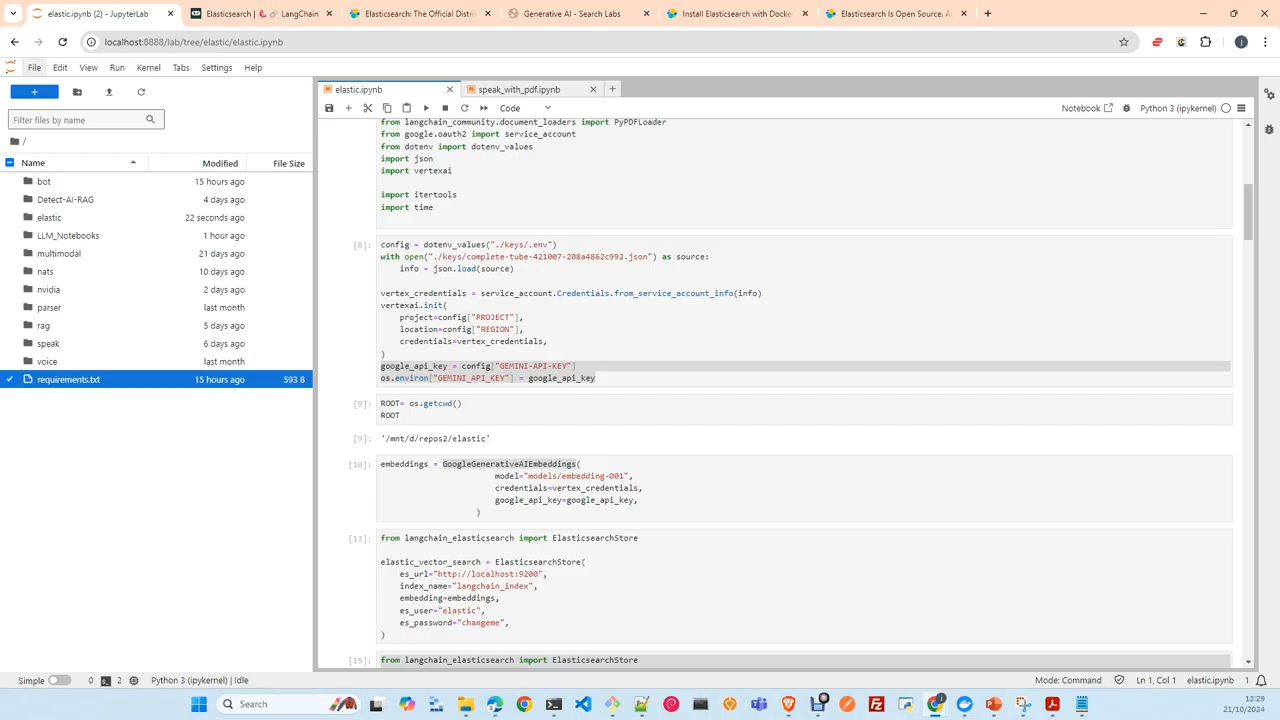 elastic.ipynb (2) - JupyterLab
Elasticsearch | 🦜️🔗 LangChain
Elasticsearch: The Official Distri
Generative AI - Search Labs
Install Elasticsearch with Docke
Elasticsearch Is Open Source. A
localhost:8888/lab/tree/elastic/elastic.ipynb
File Edit View Run Kernel Tabs Settings Help
elastic.ipynb
speak_with_pdf.ipynb
Code
Notebook
Python 3 (ipykernel)
Filter files by name
/
Name Modified File Size
bot 15 hours ago
Detect-AI-RAG 4 days ago
elastic 22 seconds ago
LLM_Notebooks 1 hour ago
multimodal 21 days ago
nats 10 days ago
nvidia 2 days ago
parser last month
rag 5 days ago
speak 6 days ago
voice last month
requirements.txt 15 hours ago 593 B
from langchain_community.document_loaders import PyPDFLoader
from google.oauth2 import service_account
from dotenv import dotenv_values
import json
import vertexai
import itertools
import time
[8]: config = dotenv_values("./keys/.env")
with open("./keys/complete-tube-421007-208a4862c992.json") as source:
info = json.load(source)
vertex_credentials = service_account.Credentials.from_service_account_info(info)
vertexai.init(
project=config["PROJECT"],
location=config["REGION"],
credentials=vertex_credentials,
)
google_api_key = config["GEMINI-API-KEY"]
os.environ["GEMINI_API_KEY"] = google_api_key
[9]: ROOT= os.getcwd()
ROOT
[9]: '/mnt/d/repos2/elastic'
[10]: embeddings = GoogleGenerativeAIEmbeddings(
model="models/embedding-001",
credentials=vertex_credentials,
google_api_key=google_api_key,
)
[13]: from langchain_elasticsearch import ElasticsearchStore
elastic_vector_search = ElasticsearchStore(
es_url="http://localhost:9200",
index_name="langchain_index",
embedding=embeddings,
es_user="elastic",
es_password="changeme",
)
[15]: from langchain_elasticsearch import ElasticsearchStore
Simple 0 2 Python 3 (ipykernel) | Idle
Mode: Command Ln 1, Col 1 elastic.ipynb 1
Search
12:29
21/10/2024